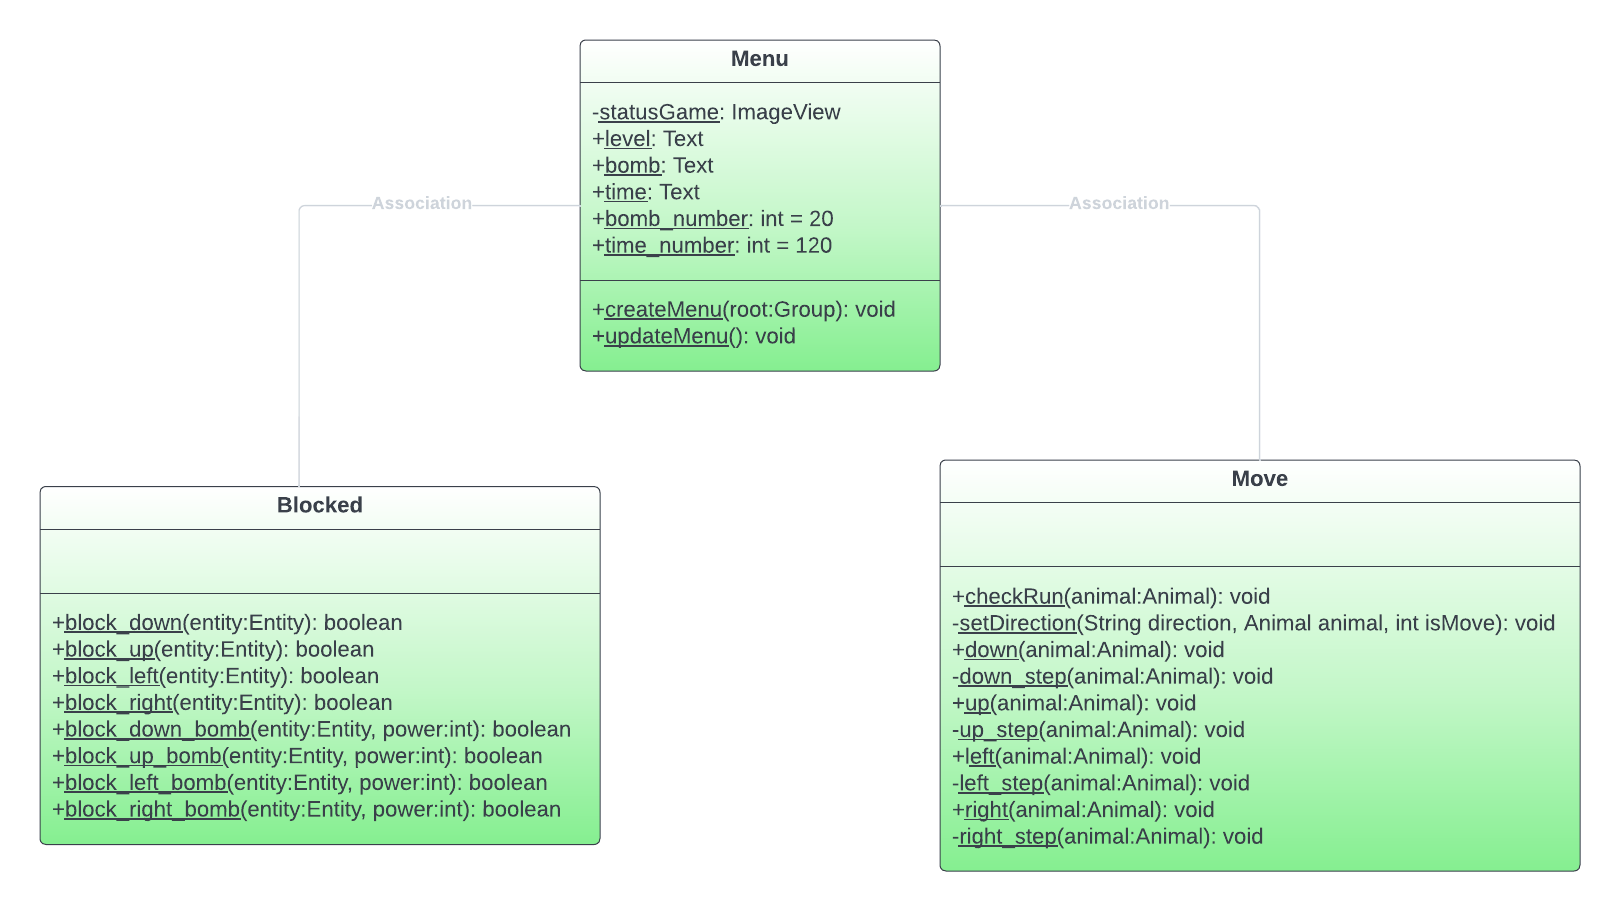 Menu
-statusGame: ImageView
+level: Text
+bomb: Text
+time: Text
+bomb_number: int = 20
+time_number: int = 120
+createMenu(root:Group): void
+updateMenu(): void
Association
Association
Blocked
+block_down(entity:Entity): boolean
+block_up(entity:Entity): boolean
+block_left(entity:Entity): boolean
+block_right(entity:Entity): boolean
+block_down_bomb(entity:Entity, power:int): boolean
+block_up_bomb(entity:Entity, power:int): boolean
+block_left_bomb(entity:Entity, power:int): boolean
+block_right_bomb(entity:Entity, power:int): boolean
Move
+checkRun(animal:Animal): void
-setDirection(String direction, Animal animal, int isMove): void
+down(animal:Animal): void
-down_step(animal:Animal): void
+up(animal:Animal): void
-up_step(animal:Animal): void
+left(animal:Animal): void
-left_step(animal:Animal): void
+right(animal:Animal): void
-right_step(animal:Animal): void